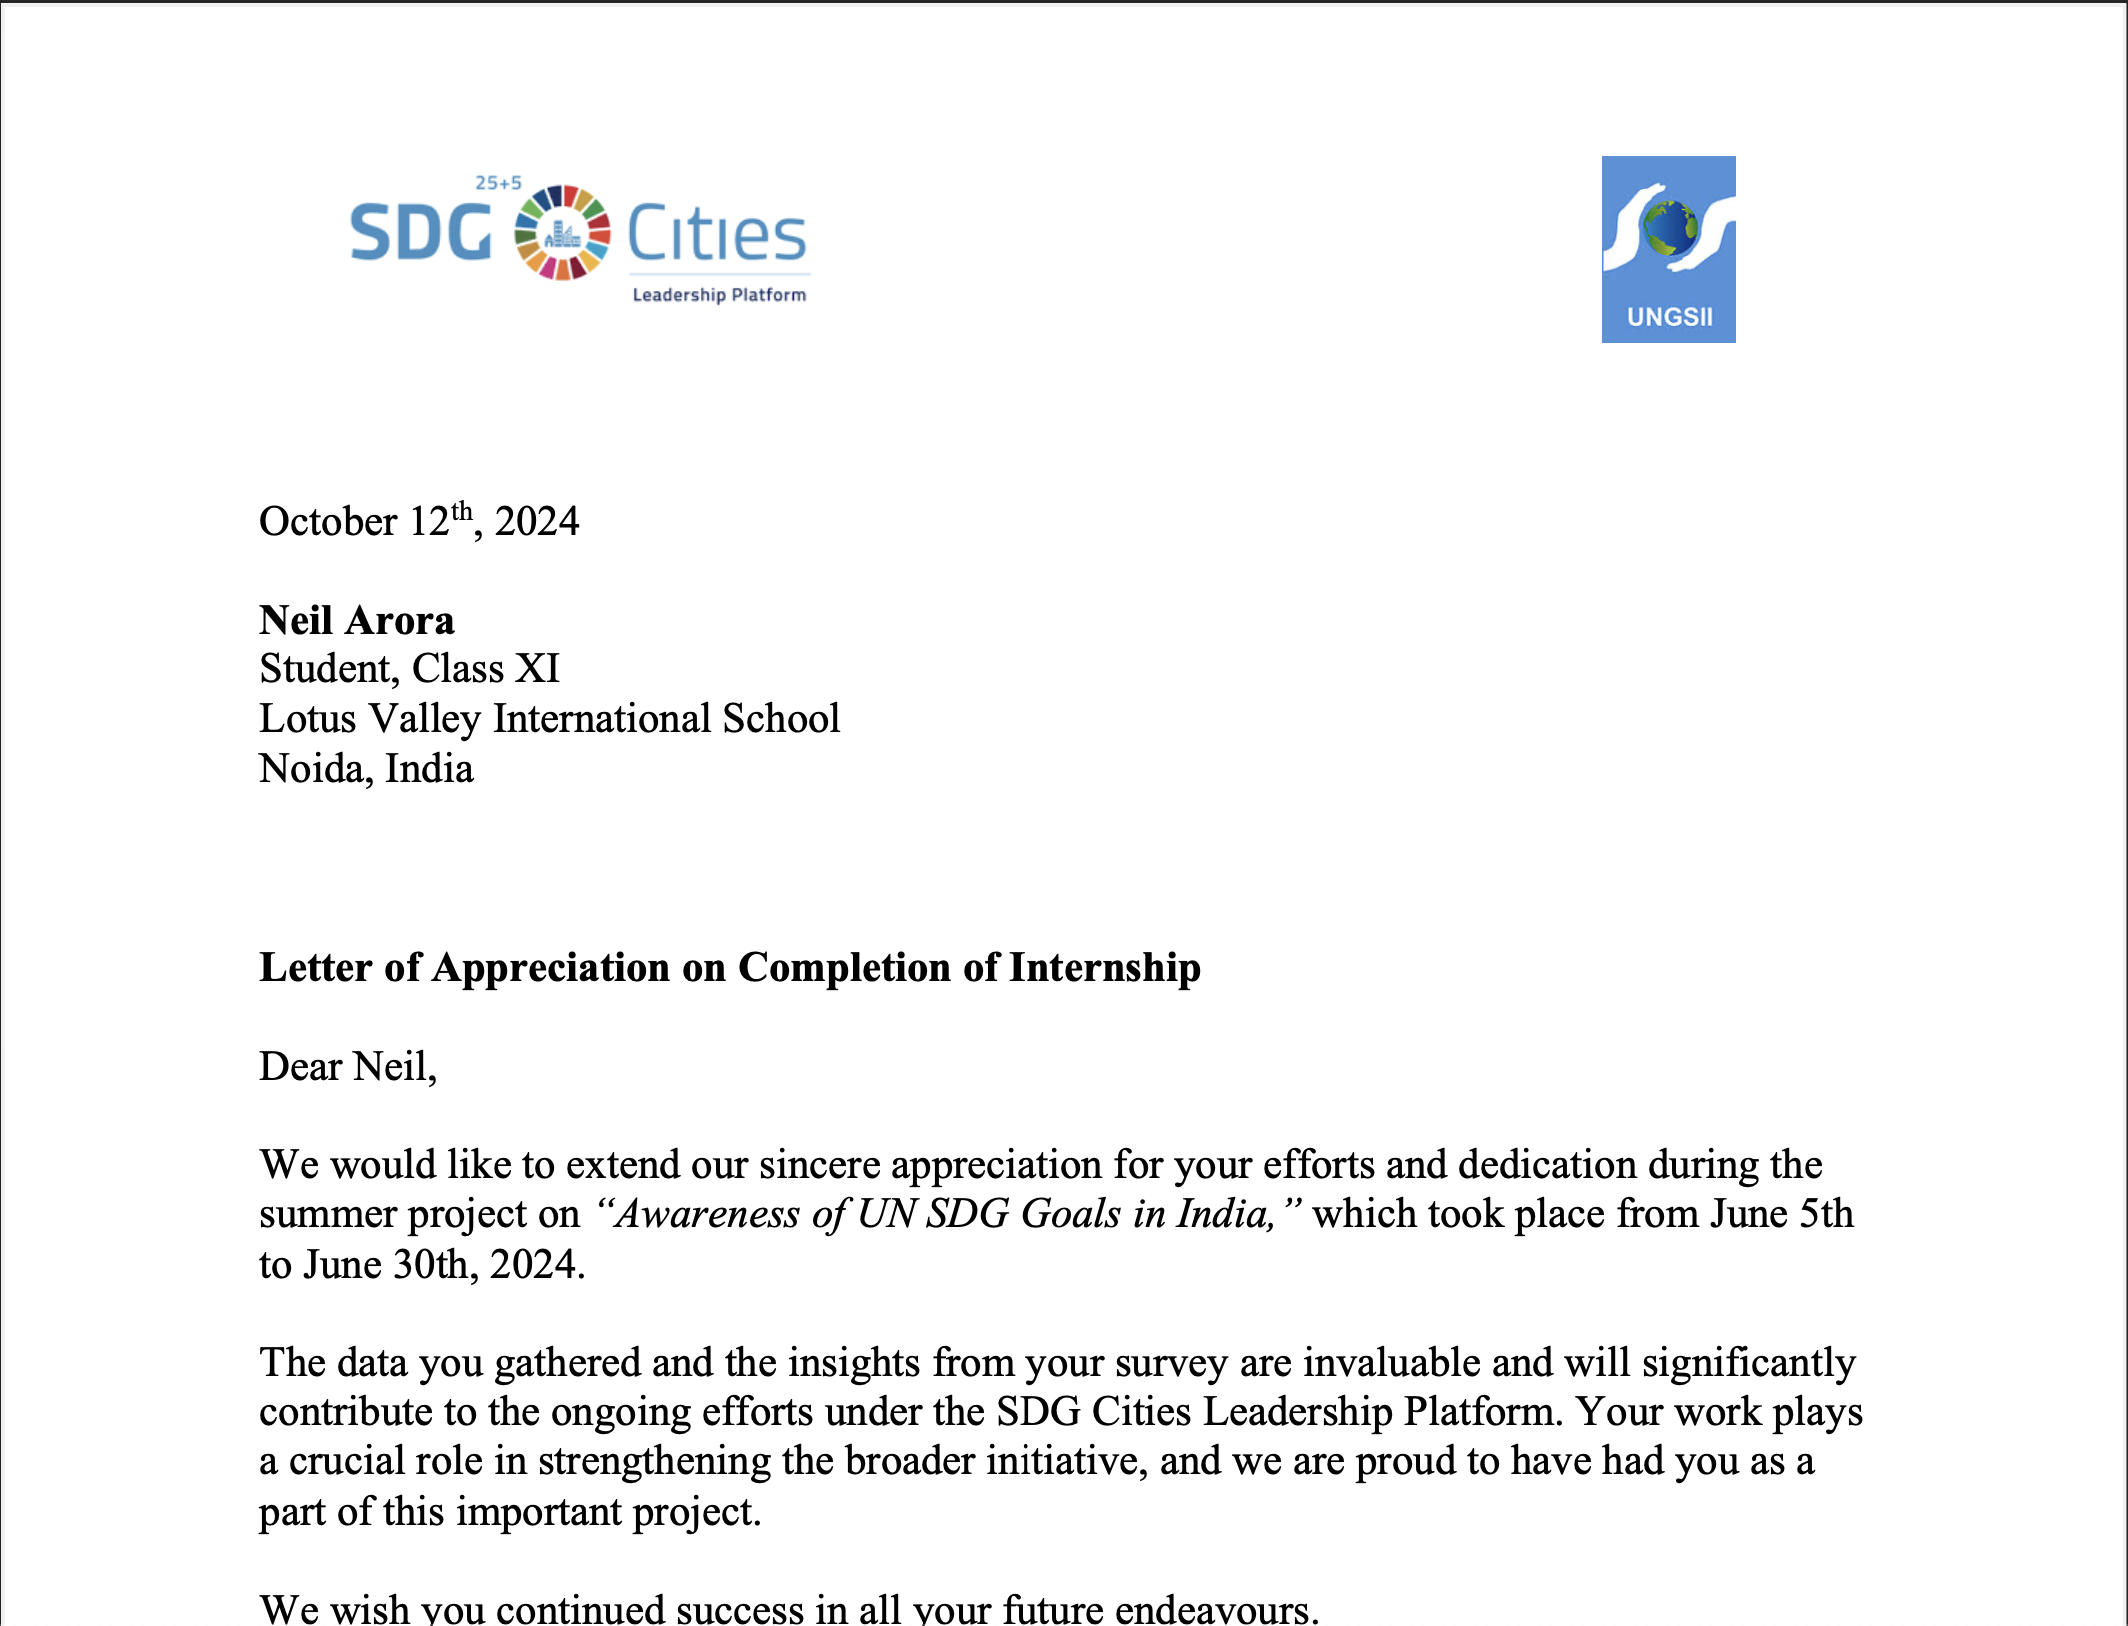 25+5
SDG Cities
Leadership Platform
UNGSII
October 12th, 2024
Neil Arora
Student, Class XI
Lotus Valley International School
Noida, India
Letter of Appreciation on Completion of Internship
Dear Neil,
We would like to extend our sincere appreciation for your efforts and dedication during the
summer project on “Awareness of UN SDG Goals in India,” which took place from June 5th
to June 30th, 2024.
The data you gathered and the insights from your survey are invaluable and will significantly
contribute to the ongoing efforts under the SDG Cities Leadership Platform. Your work plays
a crucial role in strengthening the broader initiative, and we are proud to have had you as a
part of this important project.
We wish you continued success in all your future endeavours.